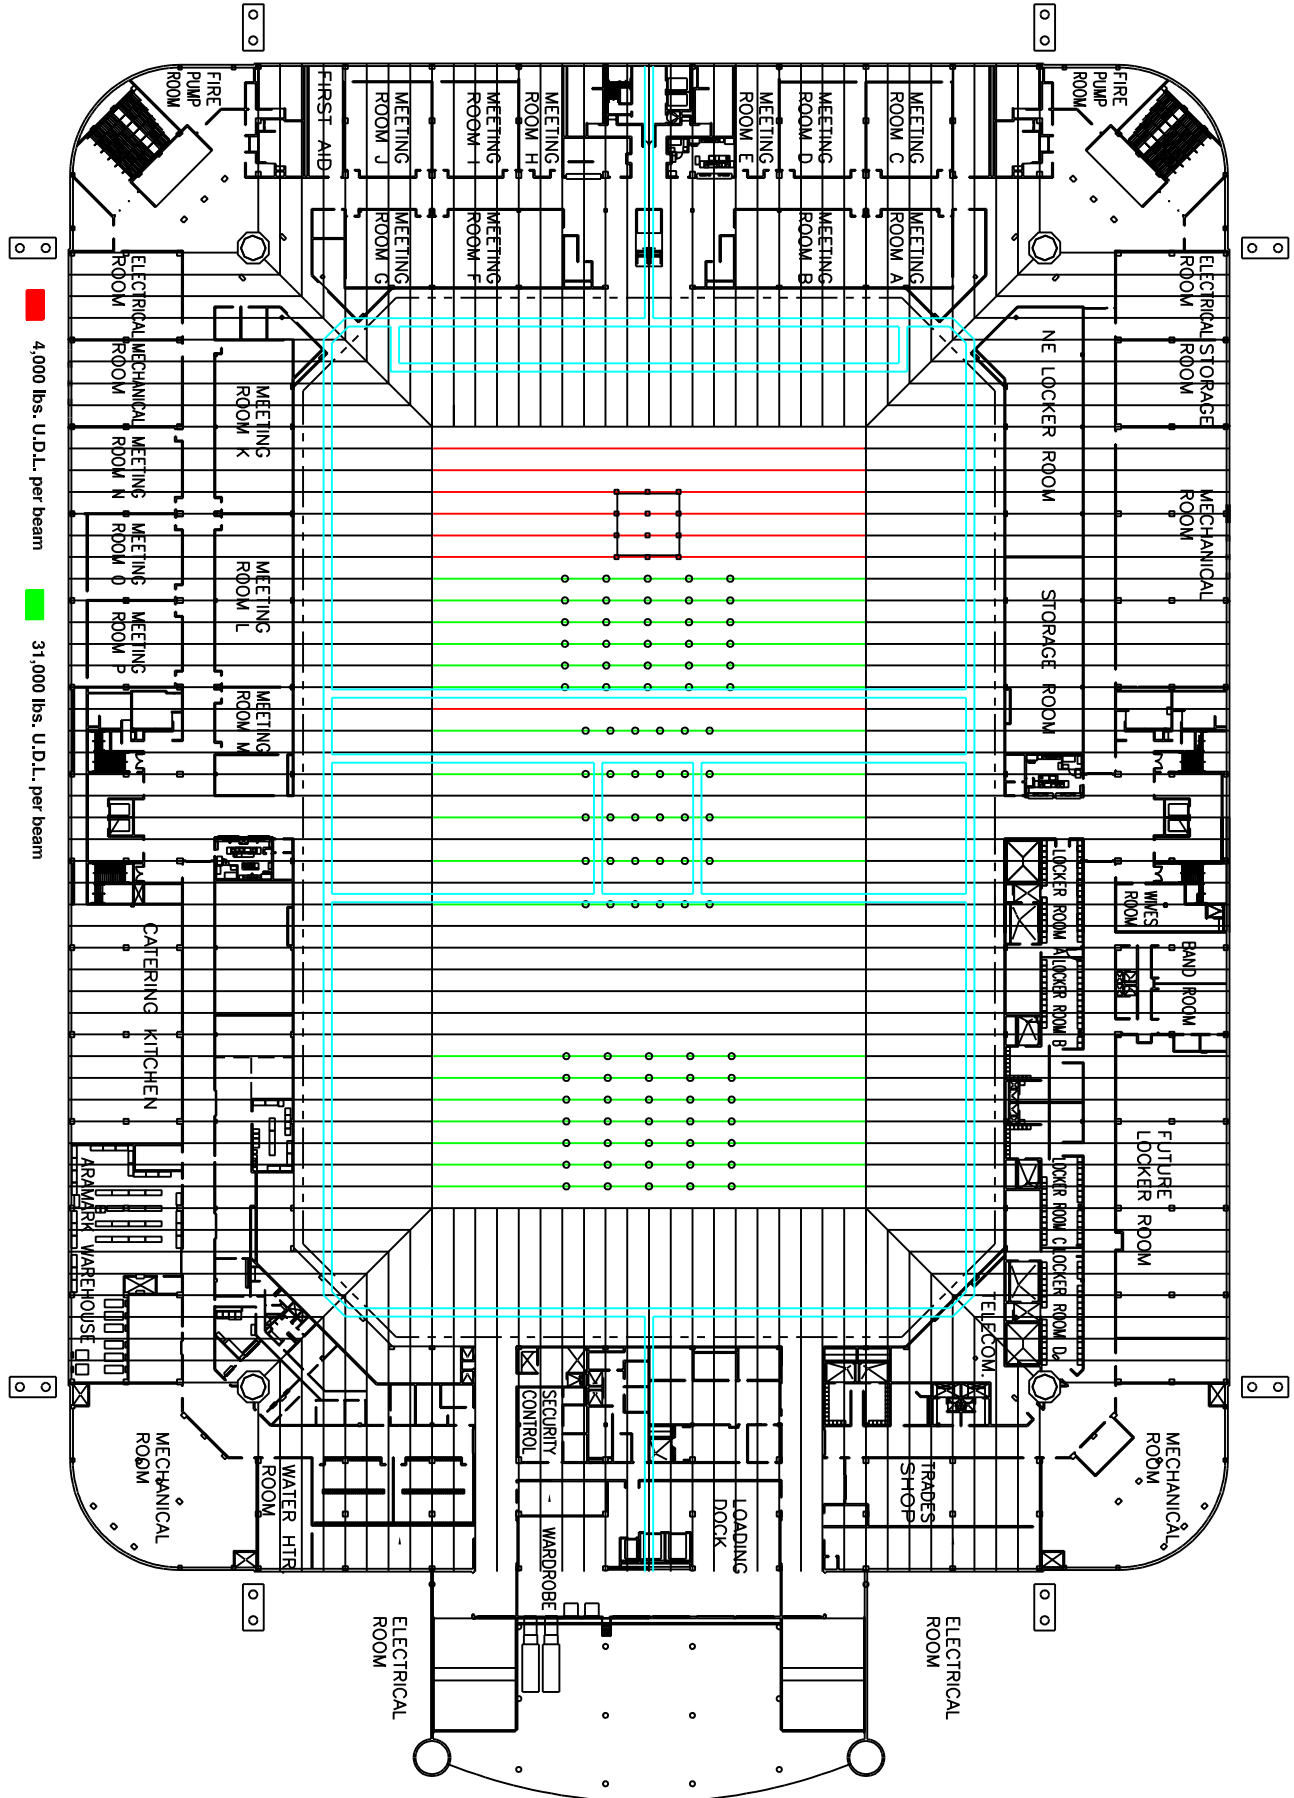 FIRE
PUMP
ROOM
FIRST AID
MEETING
ROOM J
MEETING
ROOM I
MEETING
ROOM H
MEETING
ROOM E
MEETING
ROOM D
MEETING
ROOM C
FIRE
PUMP
ROOM
MEETING
ROOM G
MEETING
ROOM F
MEETING
ROOM B
MEETING
ROOM A
ELECTRICAL
ROOM
MECHANICAL
ROOM
MEETING
ROOM N
MEETING
ROOM O
MEETING
ROOM P
MEETING
ROOM K
MEETING
ROOM L
MEETING
ROOM M
NE LOCKER ROOM
STORAGE ROOM
ELECTRICAL
ROOM
STORAGE
ROOM
MECHANICAL
ROOM
4,000 lbs. U.D.L. per beam
31,000 lbs. U.D.L. per beam
WIVES
ROOM
BAND ROOM
LOCKER ROOM A
LOCKER ROOM B
LOCKER ROOM C
LOCKER ROOM D
FUTURE
LOCKER ROOM
CATERING KITCHEN
ARAMARK WAREHOUSE
TELECOM.
MECHANICAL
ROOM
WATER HTR
ROOM
SECURITY
CONTROL
WARDROBE
LOADING
DOCK
TRADES
SHOP
MECHANICAL
ROOM
ELECTRICAL
ROOM
ELECTRICAL
ROOM